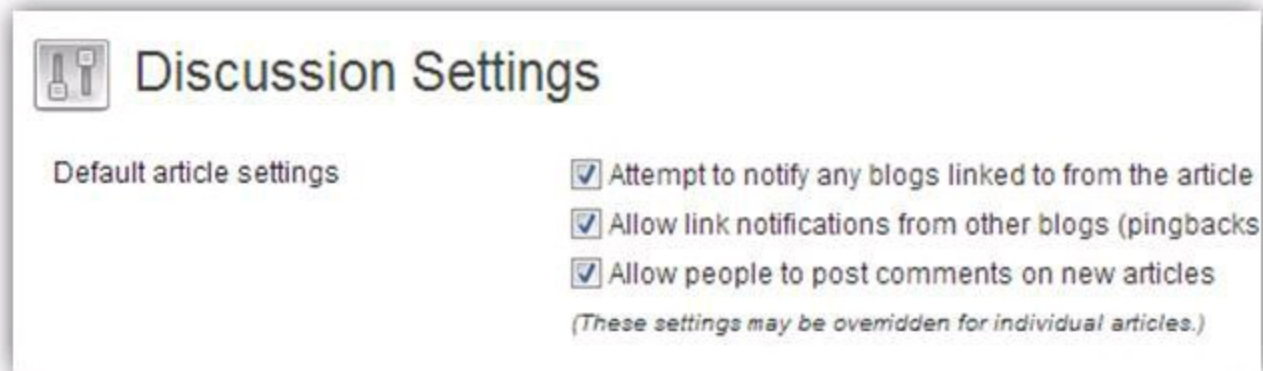 Discussion Settings
Default article settings
Attempt to notify any blogs linked to from the article
Allow link notifications from other blogs (pingbacks
Allow people to post comments on new articles
(These settings may be overridden for individual articles.)